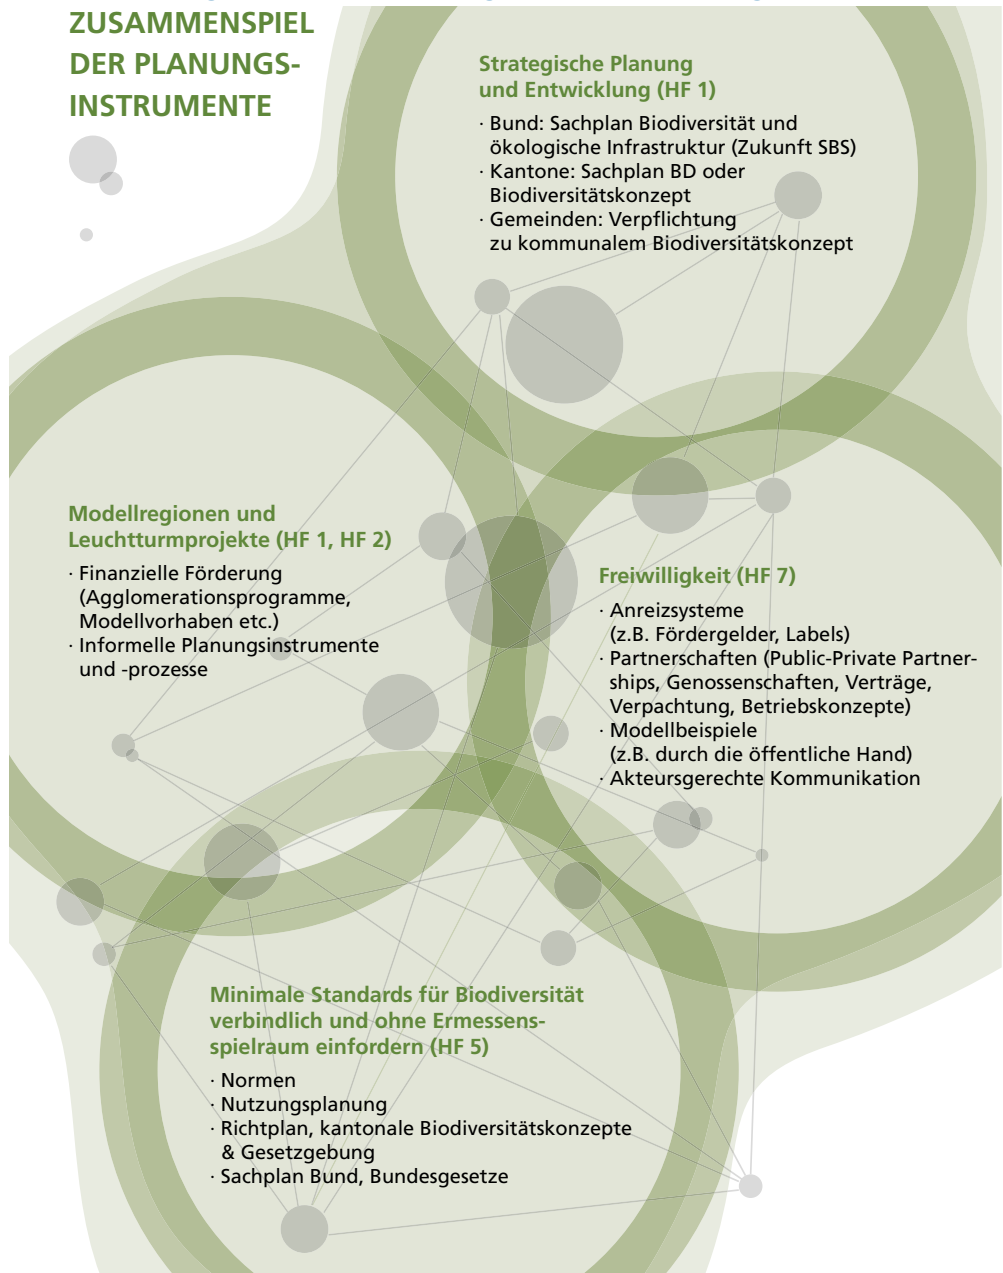 ZUSAMMENSPIEL
DER PLANUNGS-
INSTRUMENTE
Strategische Planung
und Entwicklung (HF 1)
· Bund: Sachplan Biodiversität und
ökologische Infrastruktur (Zukunft SBS)
· Kantone: Sachplan BD oder
Biodiversitätskonzept
· Gemeinden: Verpflichtung
zu kommunalem Biodiversitätskonzept
Modellregionen und
Leuchtturmprojekte (HF 1, HF 2)
· Finanzielle Förderung
(Agglomerationsprogramme,
Modellvorhaben etc.)
· Informelle Planungsinstrumente
und -prozesse
Freiwilligkeit (HF 7)
· Anreizsysteme
(z.B. Fördergelder, Labels)
· Partnerschaften (Public-Private Partner-
ships, Genossenschaften, Verträge,
Verpachtung, Betriebskonzepte)
· Modellbeispiele
(z.B. durch die öffentliche Hand)
· Akteursgerechte Kommunikation
Minimale Standards für Biodiversität
verbindlich und ohne Ermessens-
spielraum einfordern (HF 5)
· Normen
· Nutzungsplanung
· Richtplan, kantonale Biodiversitätskonzepte
& Gesetzgebung
· Sachplan Bund, Bundesgesetze